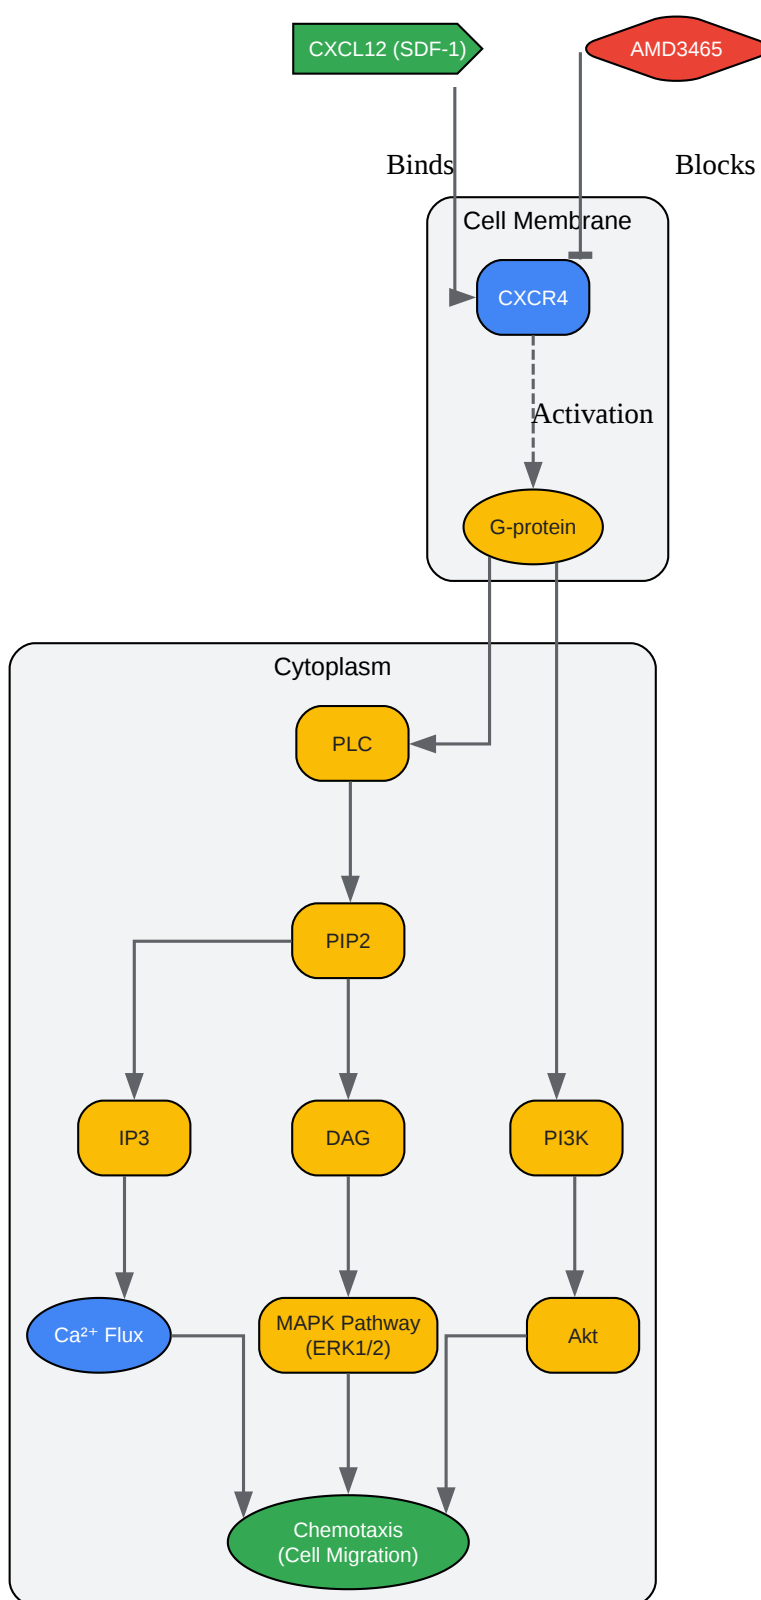 CXCL12 (SDF-1)
AMD3465
Binds
Blocks
Cell Membrane
CXCR4
Activation
G-protein
Cytoplasm
PLC
PIP2
IP3
DAG
PI3K
Ca²⁺ Flux
MAPK Pathway
(ERK1/2)
Akt
Chemotaxis
(Cell Migration)